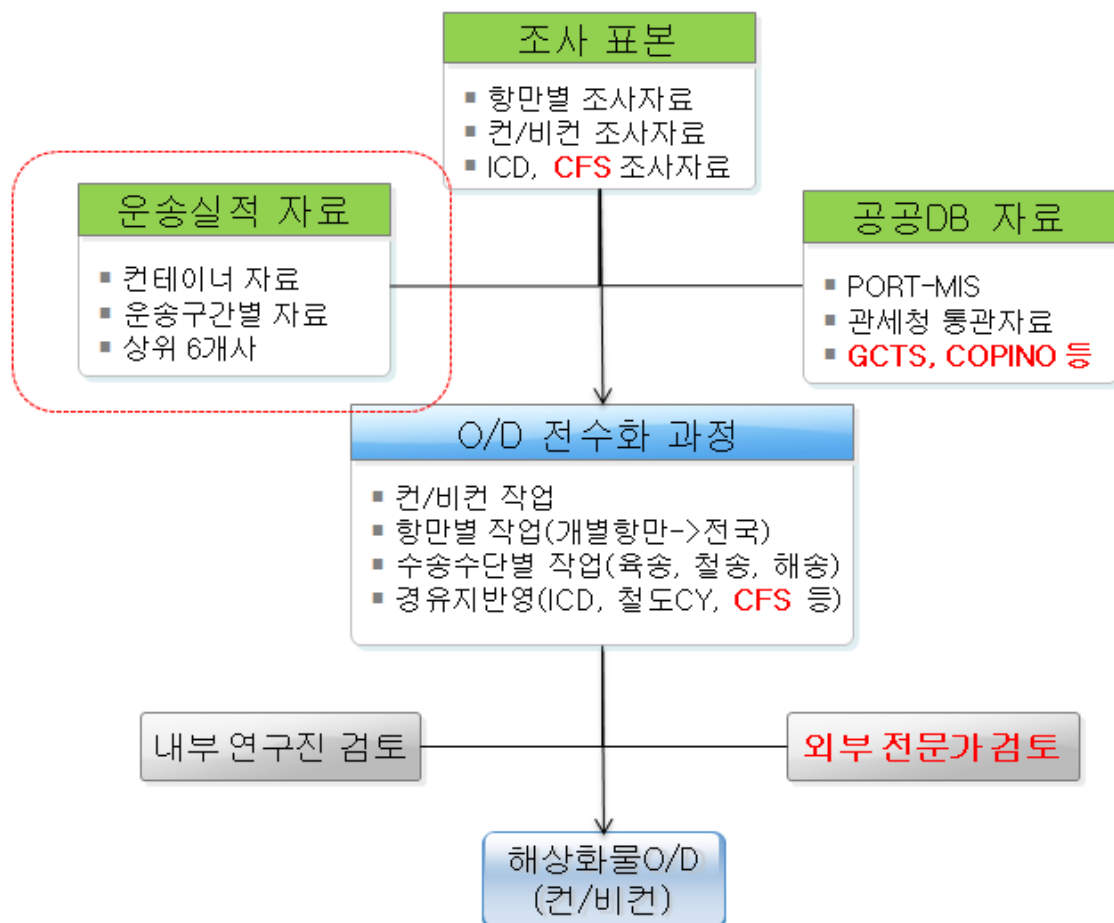 조사 표본
▪ 항만별 조사자료
▪ 컨/비컨 조사자료
▪ ICD, CFS 조사자료
운송실적 자료
▪ 컨테이너 자료
▪ 운송구간별 자료
▪ 상위 6개사
공공DB 자료
▪ PORT-MIS
▪ 관세청 통관자료
▪ GCTS, COPINO 등
O/D 전수화 과정
▪ 컨/비컨 작업
▪ 항만별 작업(개별항만->전국)
▪ 수송수단별 작업(육송, 철송, 해송)
▪ 경유지반영(ICD, 철도CY, CFS 등)
내부 연구진 검토
외부 전문가 검토
해상화물O/D
(컨/비컨)